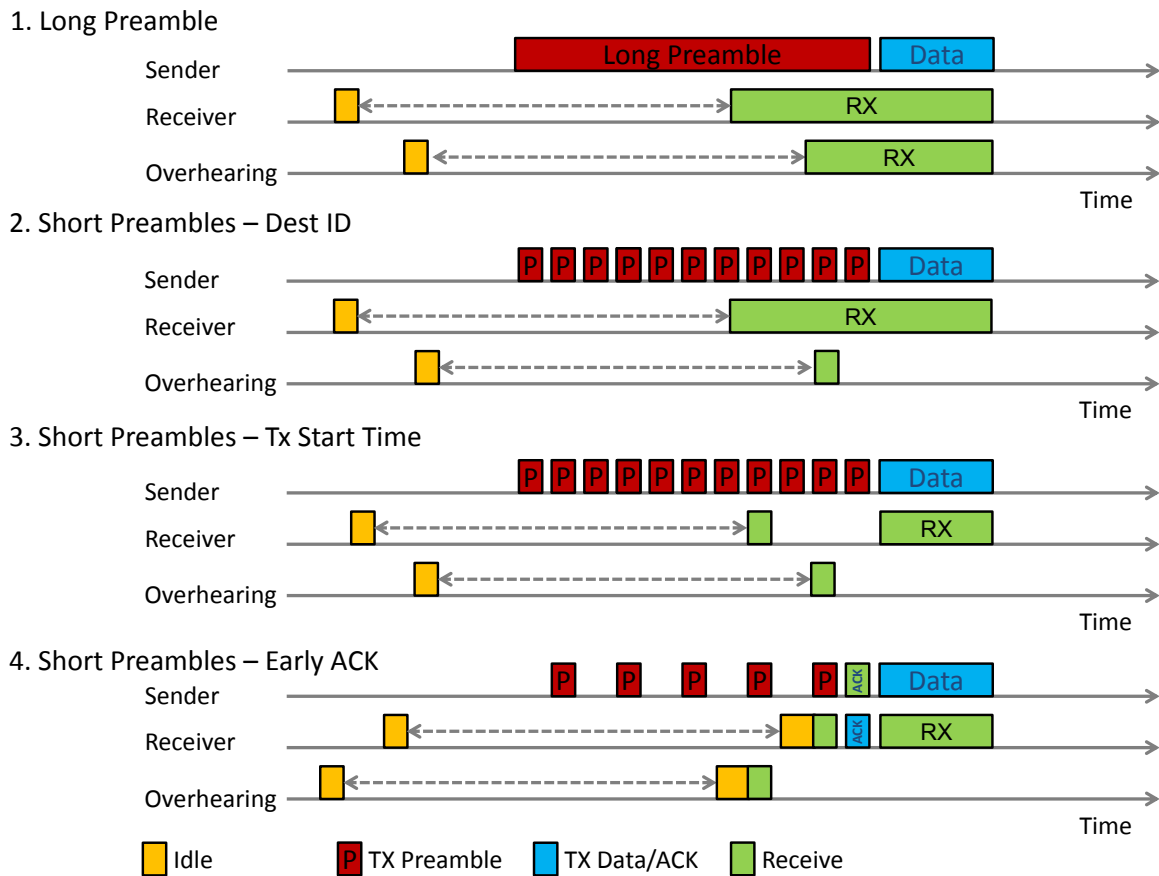 1. Long Preamble
Sender Long Preamble Data
Receiver RX
Overhearing RX
Time
2. Short Preambles – Dest ID
Sender P P P P P P P P P P P Data
Receiver RX
Overhearing
Time
3. Short Preambles – Tx Start Time
Sender P P P P P P P P P P P Data
Receiver RX
Overhearing
Time
4. Short Preambles – Early ACK
Sender P P P P P ACK Data
Receiver ACK RX
Overhearing
Time
Idle P TX Preamble TX Data/ACK Receive